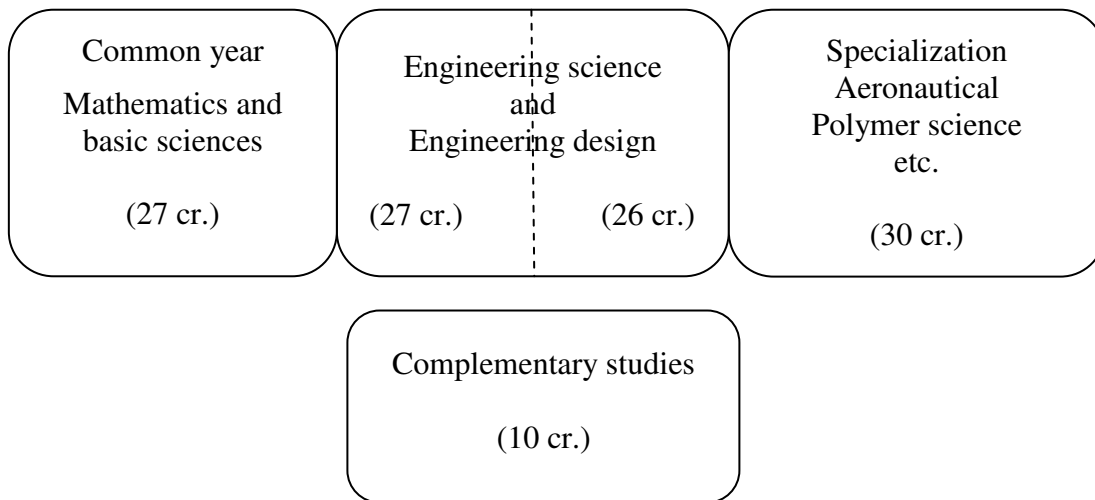 Common year
Mathematics and
basic sciences
(27 cr.)
Engineering science
and
Engineering design
(27 cr.) (26 cr.)
Specialization
Aeronautical
Polymer science
etc.
(30 cr.)
Complementary studies
(10 cr.)